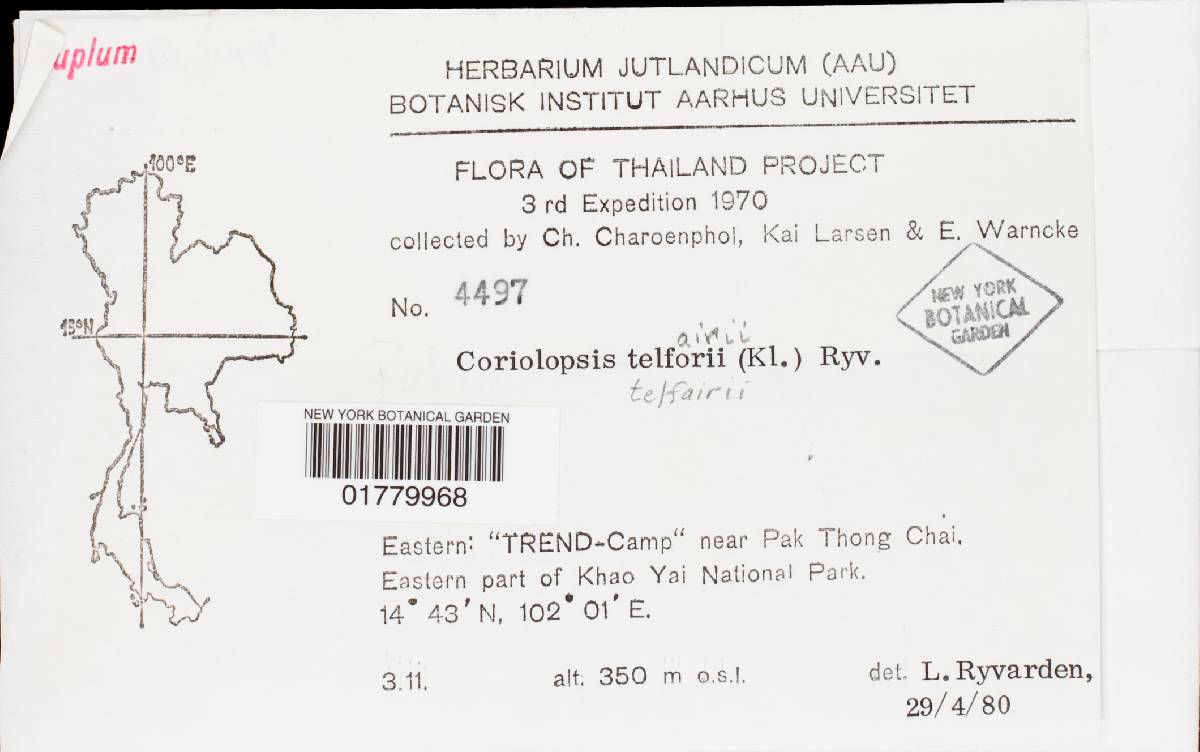 uplum
HERBARIUM JUTLANDICUM (AAU)
BOTANISK INSTITUT AARHUS UNIVERSITET
FLORA OF THAILAND PROJECT
3rd Expedition 1970
collected by Ch. Charoenphol, Kai Larsen & E. Warncke
No. 4497
NEW YORK
BOTANICAL
GARDEN
airii
Coriolopsis telforii (Kl.) Ryv.
telfairii
100°E
15°N
NEW YORK BOTANICAL GARDEN
01779968
Eastern: "TREND-Camp" near Pak Thong Chai.
Eastern part of Khao Yai National Park.
14° 43' N, 102° 01' E.
3.11. alt. 350 m o.s.l. det. L. Ryvarden,
29/4/80